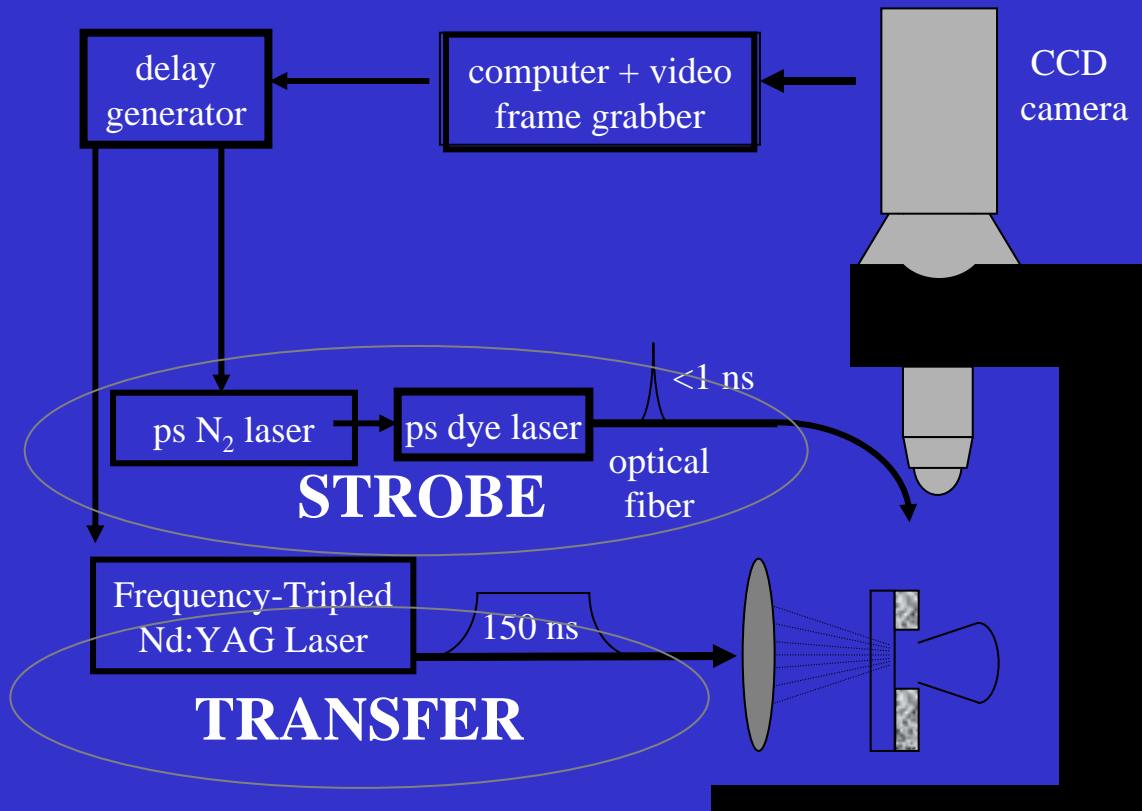 delay
generator
computer + video
frame grabber
CCD
camera
<1 ns
ps N₂ laser
ps dye laser
optical
fiber
STROBE
Frequency-Tripled
Nd:YAG Laser
150 ns
TRANSFER